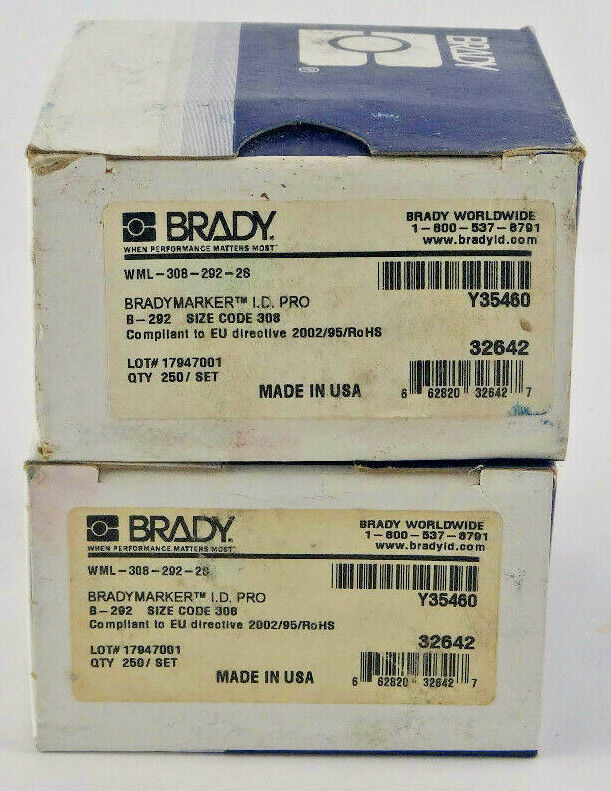 BRADY
®
BRADY.
WHEN PERFORMANCE MATTERS MOST™
BRADY WORLDWIDE
1-800-537-8791
www.bradyid.com
WML-308-292-2S
BRADYMARKER™ I.D. PRO
Y35460
B-292 SIZE CODE 308
Compliant to EU directive 2002/95/RoHS
32642
LOT# 17947001
QTY 250/ SET
MADE IN USA
6 62820 32642 7
BRADY.
WHEN PERFORMANCE MATTERS MOST™
BRADY WORLDWIDE
1-800-537-8791
www.bradyid.com
WML-308-292-2S
BRADYMARKER™ I.D. PRO
Y35460
B-292 SIZE CODE 308
Compliant to EU directive 2002/95/RoHS
32642
LOT# 17947001
QTY 250/ SET
MADE IN USA
6 62820 32642 7